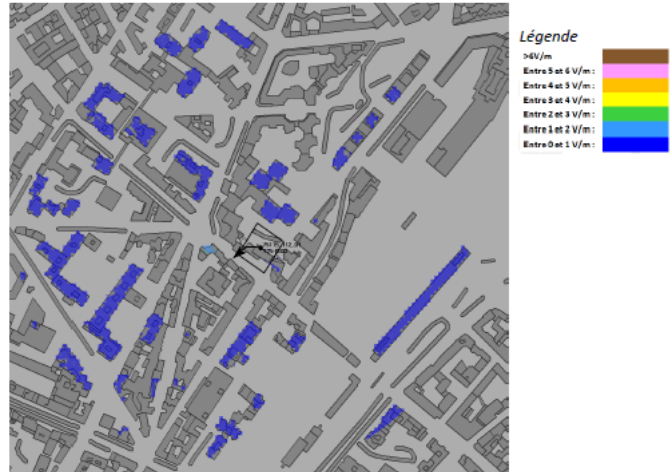 Légende
>6V/m
Entre 5 et 6 V/m :
Entre 4 et 5 V/m :
Entre 3 et 4 V/m :
Entre 2 et 3 V/m :
Entre 1 et 2 V/m :
Entre 0 et 1 V/m :